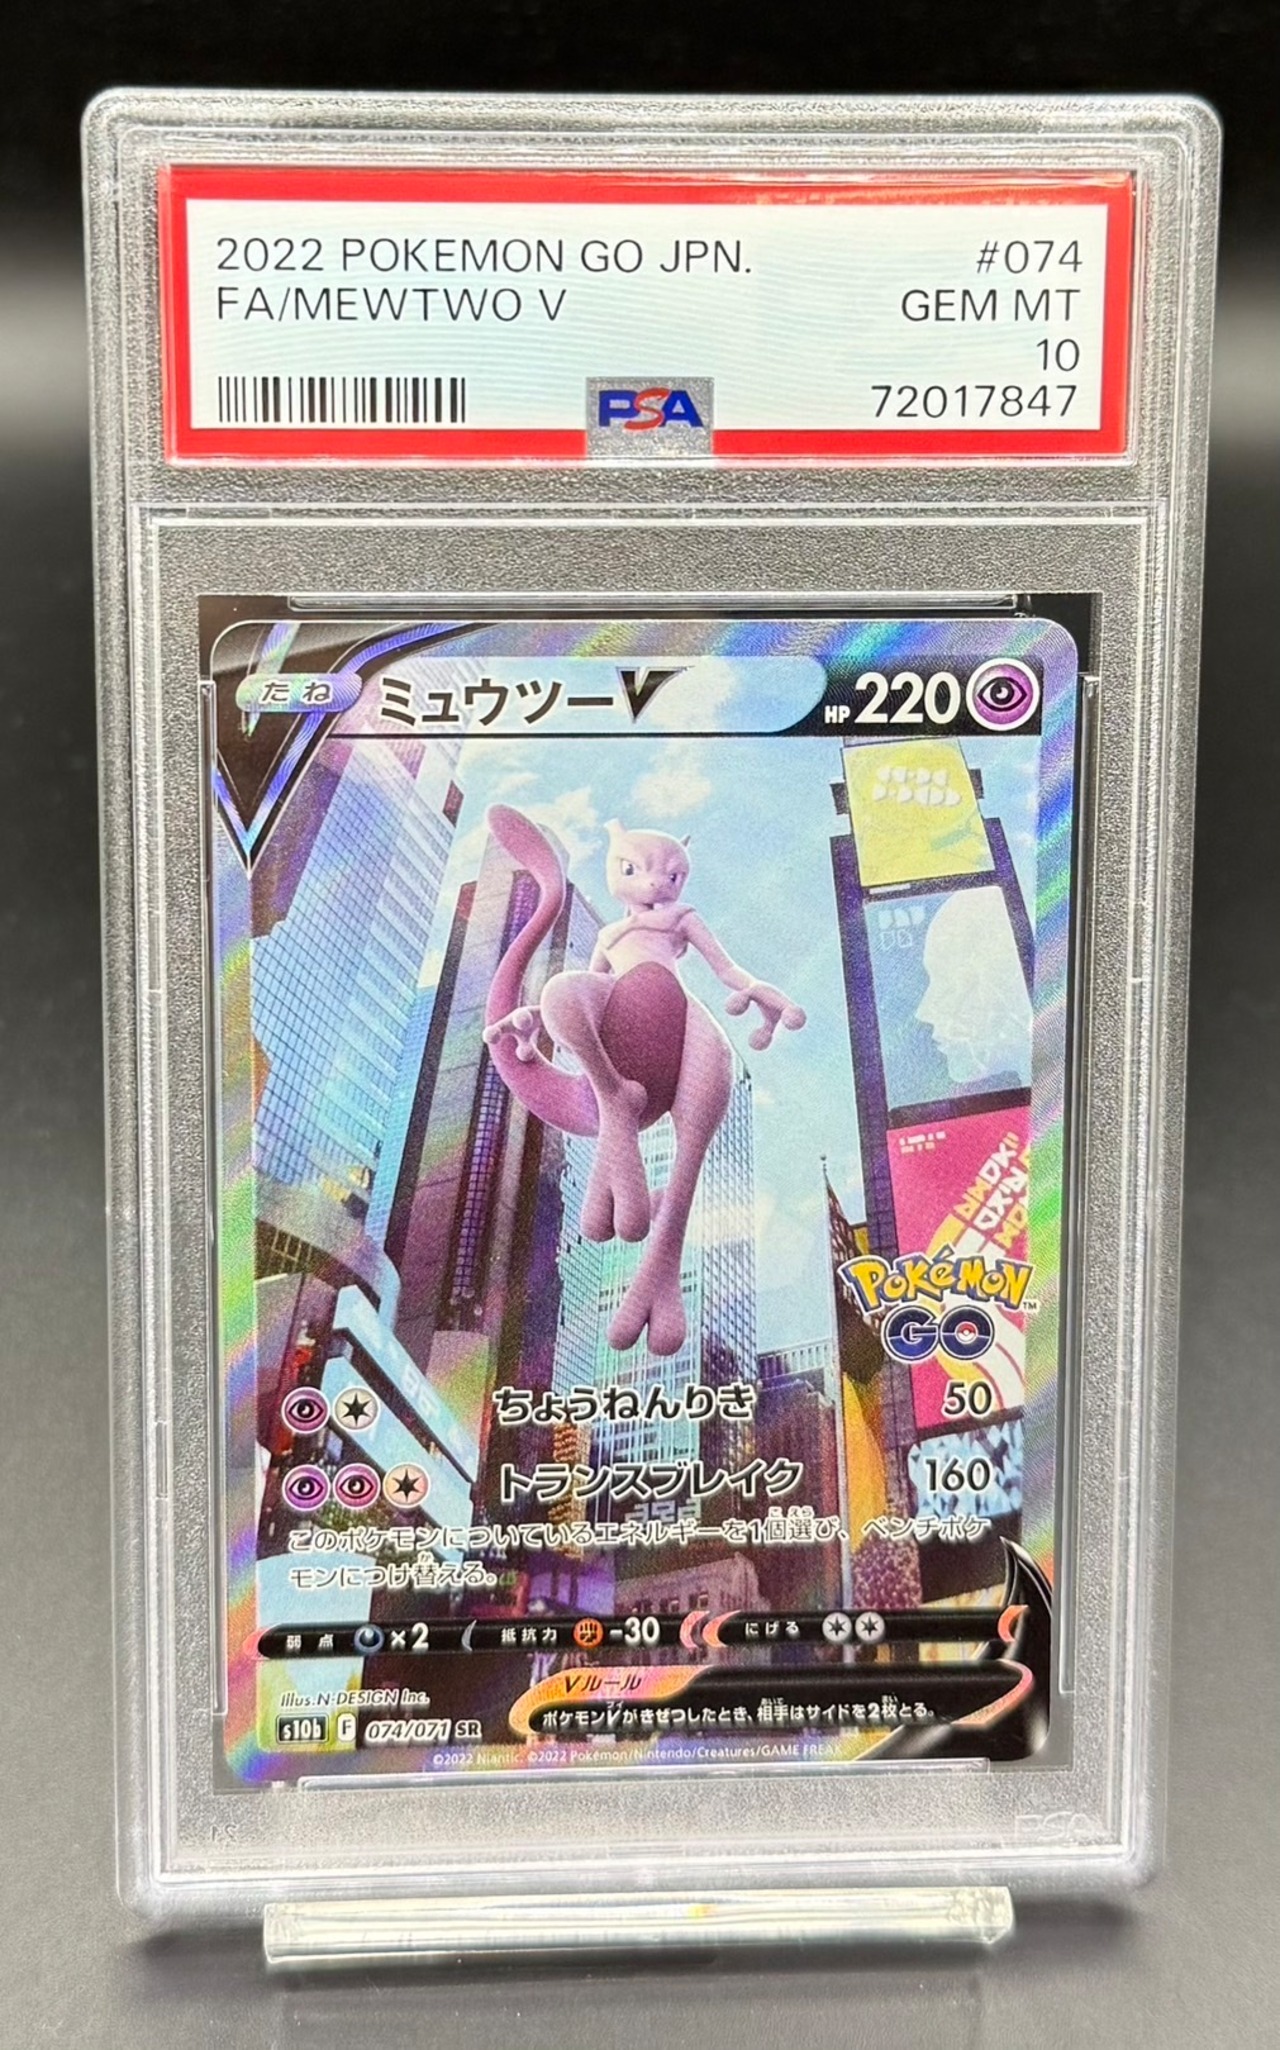 2022 POKEMON GO JPN. #074
FA/MEWTWO V GEM MT
10
72017847
PSA
たね ミュウツーV HP 220
Pokémon™
GO
ちょうねんりき 50
トランスブレイク 160
このポケモンについているエネルギーを1個選び、ベンチポケ
モンにつけ替える。
弱点 ×2 抵抗力 -30 にげる
Vルール
ポケモンVがきぜつしたとき、相手はサイドを2枚とる。
Illus. N-DESIGN Inc.
s10b F 074/071 SR
©2022 Niantic. ©2022 Pokémon/Nintendo/Creatures/GAME FREAK.